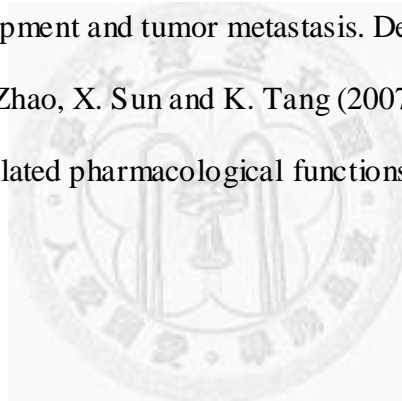 pment and tumor metastasis. De
Zhao, X. Sun and K. Tang (2007
lated pharmacological functions